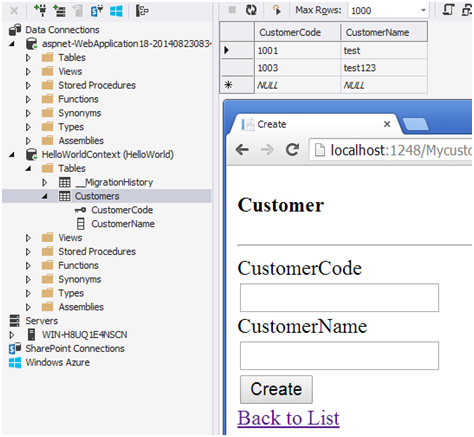 Data Connections
aspnet-WebApplication18-20140823083
Tables
Views
Stored Procedures
Functions
Synonyms
Types
Assemblies
HelloWorldContext (HelloWorld)
Tables
__MigrationHistory
Customers
CustomerCode
CustomerName
Views
Stored Procedures
Functions
Synonyms
Types
Assemblies
Servers
WIN-H8UQ1E4NSCN
SharePoint Connections
Windows Azure
Max Rows: 1000
CustomerCode CustomerName
1001 test
1003 test123
NULL NULL
Create
localhost:1248/Mycusto
Customer
CustomerCode
CustomerName
Create
Back to List